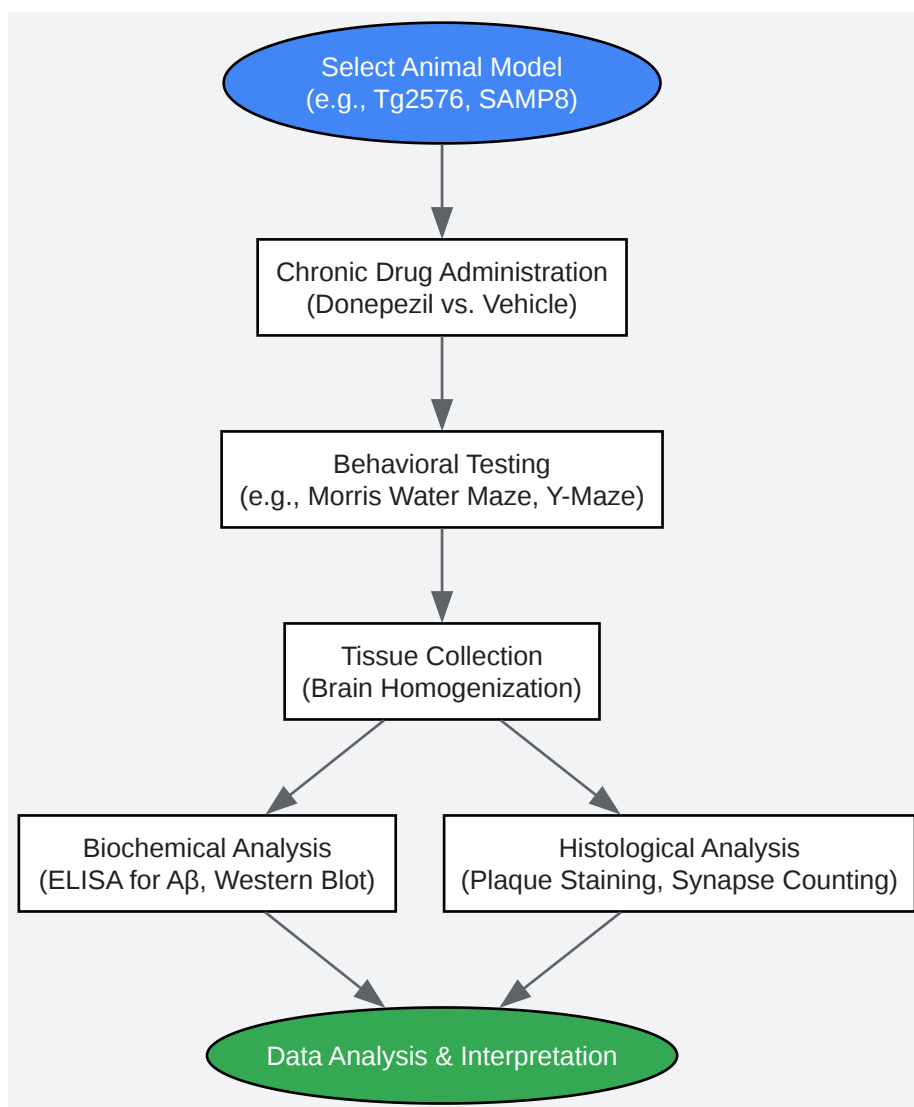 Select Animal Model
(e.g., Tg2576, SAMP8)
Chronic Drug Administration
(Donepezil vs. Vehicle)
Behavioral Testing
(e.g., Morris Water Maze, Y-Maze)
Tissue Collection
(Brain Homogenization)
Biochemical Analysis
(ELISA for Aβ, Western Blot)
Histological Analysis
(Plaque Staining, Synapse Counting)
Data Analysis & Interpretation